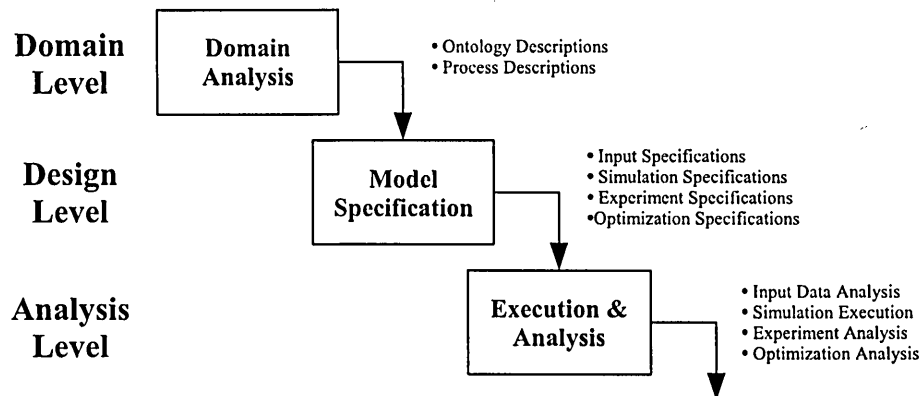 Domain
Level
Domain
Analysis
• Ontology Descriptions
• Process Descriptions
Design
Level
Model
Specification
• Input Specifications
• Simulation Specifications
• Experiment Specifications
•Optimization Specifications
Analysis
Level
Execution &
Analysis
• Input Data Analysis
• Simulation Execution
• Experiment Analysis
• Optimization Analysis